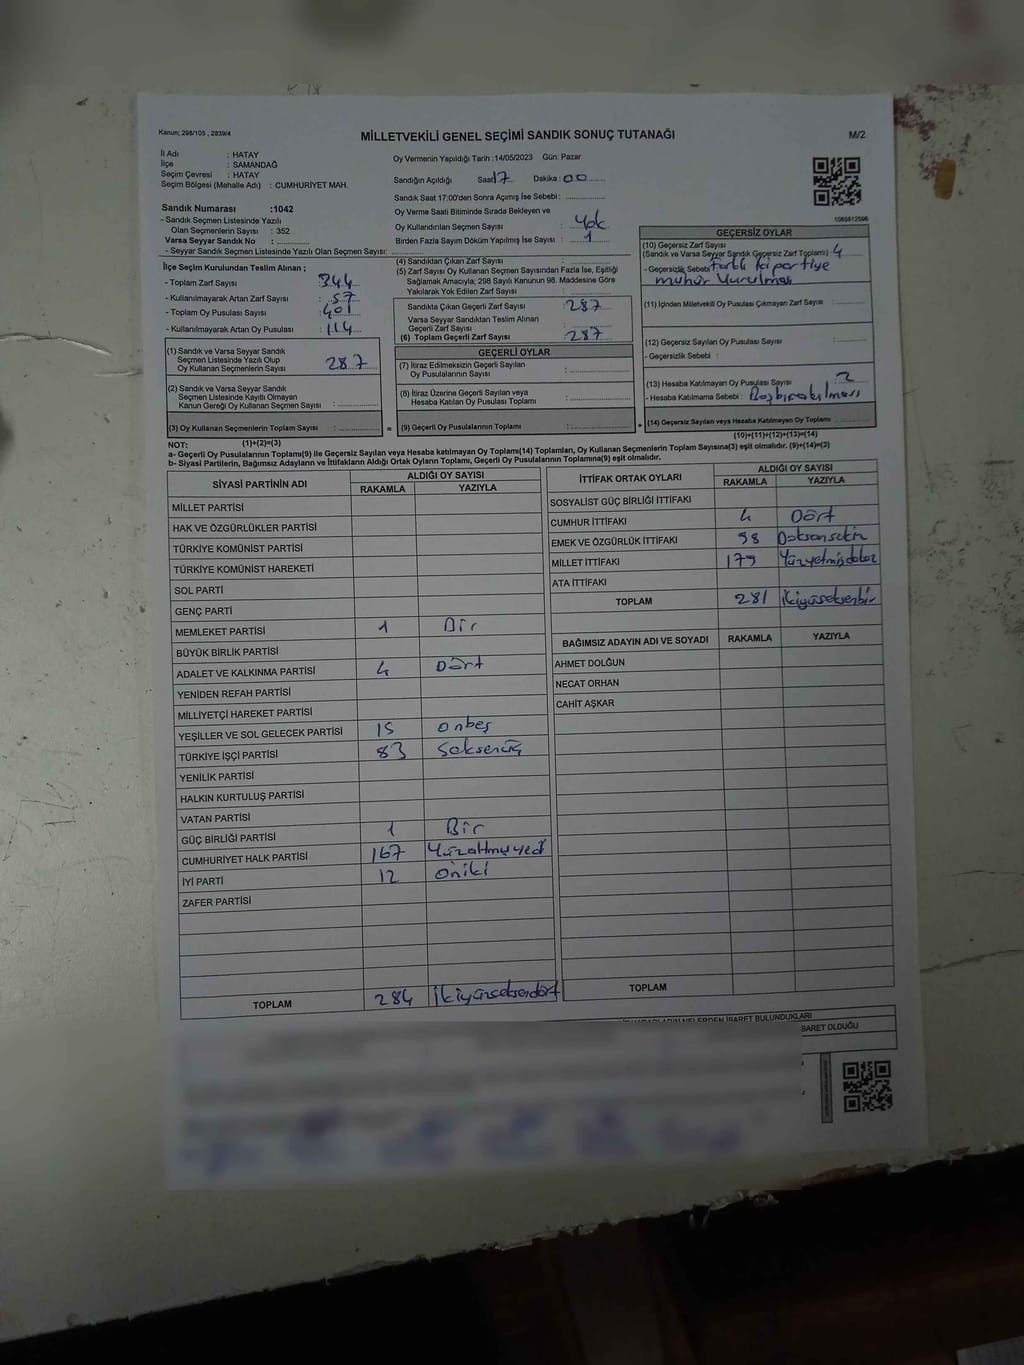 Kanun; 298/105 , 2839/4
MİLLETVEKİLİ GENEL SEÇİMİ SANDIK SONUÇ TUTANAĞI
M/2
İl Adı : HATAY
İlçe : SAMANDAĞ
Seçim Çevresi : HATAY
Seçim Bölgesi (Mahalle Adı) : CUMHURİYET MAH.
Sandık Numarası :1042
- Sandık Seçmen Listesinde Yazılı
Olan Seçmenlerin Sayısı : 352
Varsa Seyyar Sandık No :
- Seyyar Sandık Seçmen Listesinde Yazılı Olan Seçmen Sayısı:
Oy Vermenin Yapıldığı Tarih :14/05/2023 Gün: Pazar
Sandığın Açıldığı Saat 17 Dakika : 00
Sandık Saat 17:00'den Sonra Açımış İse Sebebi :
Oy Verme Saati Bitiminde Sırada Bekleyen ve
Oy Kullandırılan Seçmen Sayısı : Yok
Birden Fazla Sayım Döküm Yapılmış İse Sayısı : 1
1085812596
İlçe Seçim Kurulundan Teslim Alınan ;
- Toplam Zarf Sayısı : 344
- Kullanılmayarak Artan Zarf Sayısı : 57
- Toplam Oy Pusulası Sayısı : 401
- Kullanılmayarak Artan Oy Pusulası : 114
(1) Sandık ve Varsa Seyyar Sandık
Seçmen Listesinde Yazılı Olup
Oy Kullanan Seçmenlerin Sayısı : 287
(2) Sandık ve Varsa Seyyar Sandık
Seçmen Listesinde Kayıtlı Olmayan
Kanun Gereği Oy Kullanan Seçmen Sayısı :
(3) Oy Kullanan Seçmenlerin Toplam Sayısı :
(4) Sandıktan Çıkan Zarf Sayısı :
(5) Zarf Sayısı Oy Kullanan Seçmen Sayısından Fazla İse, Eşitliği
Sağlamak Amacıyla; 298 Sayılı Kanunun 98. Maddesine Göre
Yakılarak Yok Edilen Zarf Sayısı :
Sandıkta Çıkan Geçerli Zarf Sayısı : 287
Varsa Seyyar Sandıktan Teslim Alınan
Geçerli Zarf Sayısı :
(6) Toplam Geçerli Zarf Sayısı : 287
GEÇERLİ OYLAR
(7) İtiraz Edilmeksizin Geçerli Sayılan
Oy Pusulalarının Sayısı :
(8) İtiraz Üzerine Geçerli Sayılan veya
Hesaba Katılan Oy Pusulası Toplamı :
= (9) Geçerli Oy Pusulalarının Toplamı :
GEÇERSİZ OYLAR
(10) Geçersiz Zarf Sayısı
(Sandık ve Varsa Seyyar Sandık Geçersiz Zarf Toplamı) 4
- Geçersizlik Sebebi Farklı iki partiye
mühür vurulması
(11) İçinden Milletvekili Oy Pusulası Çıkmayan Zarf Sayısı :
(12) Geçersiz Sayılan Oy Pusulası Sayısı :
- Geçersizlik Sebebi :
(13) Hesaba Katılmayan Oy Pusulası Sayısı : 2
- Hesaba Katılmama Sebebi : Boş bırakılması
+ (14) Geçersiz Sayılan veya Hesaba Katılmayan Oy Toplamı :
NOT: (1)+(2)=(3)
(10)+(11)+(12)+(13)=(14)
a- Geçerli Oy Pusulalarının Toplamı(9) ile Geçersiz Sayılan veya Hesaba katılmayan Oy Toplamı(14) Toplamları, Oy Kullanan Seçmenlerin Toplam Sayısına(3) eşit olmalıdır. (9)+(14)=(3)
b- Siyasi Partilerin, Bağımsız Adayların ve İttifakların Aldığı Ortak Oyların Toplamı, Geçerli Oy Pusulalarının Toplamına(9) eşit olmalıdır.
SİYASİ PARTİNİN ADI
ALDIĞI OY SAYISI
RAKAMLA YAZIYLA
MİLLET PARTİSİ
HAK VE ÖZGÜRLÜKLER PARTİSİ
TÜRKİYE KOMÜNİST PARTİSİ
TÜRKİYE KOMÜNİST HAREKETİ
SOL PARTİ
GENÇ PARTİ
MEMLEKET PARTİSİ 1 Bir
BÜYÜK BİRLİK PARTİSİ
ADALET VE KALKINMA PARTİSİ 4 Dört
YENİDEN REFAH PARTİSİ
MİLLİYETÇİ HAREKET PARTİSİ
YEŞİLLER VE SOL GELECEK PARTİSİ 15 onbeş
TÜRKİYE İŞÇİ PARTİSİ 83 Seksenüç
YENİLİK PARTİSİ
HALKIN KURTULUŞ PARTİSİ
VATAN PARTİSİ
GÜÇ BİRLİĞİ PARTİSİ 1 Bir
CUMHURİYET HALK PARTİSİ 167 Yüzaltmışyedi
İYİ PARTİ 12 oniki
ZAFER PARTİSİ
TOPLAM 284 ikiyüzseksendört
İTTİFAK ORTAK OYLARI
ALDIĞI OY SAYISI
RAKAMLA YAZIYLA
SOSYALİST GÜÇ BİRLİĞİ İTTİFAKI
CUMHUR İTTİFAKI 4 Dört
EMEK VE ÖZGÜRLÜK İTTİFAKI 98 Doksansekiz
MİLLET İTTİFAKI 179 Yüzyetmişdokuz
ATA İTTİFAKI
TOPLAM 281 ikiyüzseksenbir
BAĞIMSIZ ADAYIN ADI VE SOYADI RAKAMLA YAZIYLA
AHMET DOLĞUN
NECAT ORHAN
CAHİT AŞKAR
TOPLAM
NELERDEN İBARET BULUNDUKLARI
BARET OLDUĞU